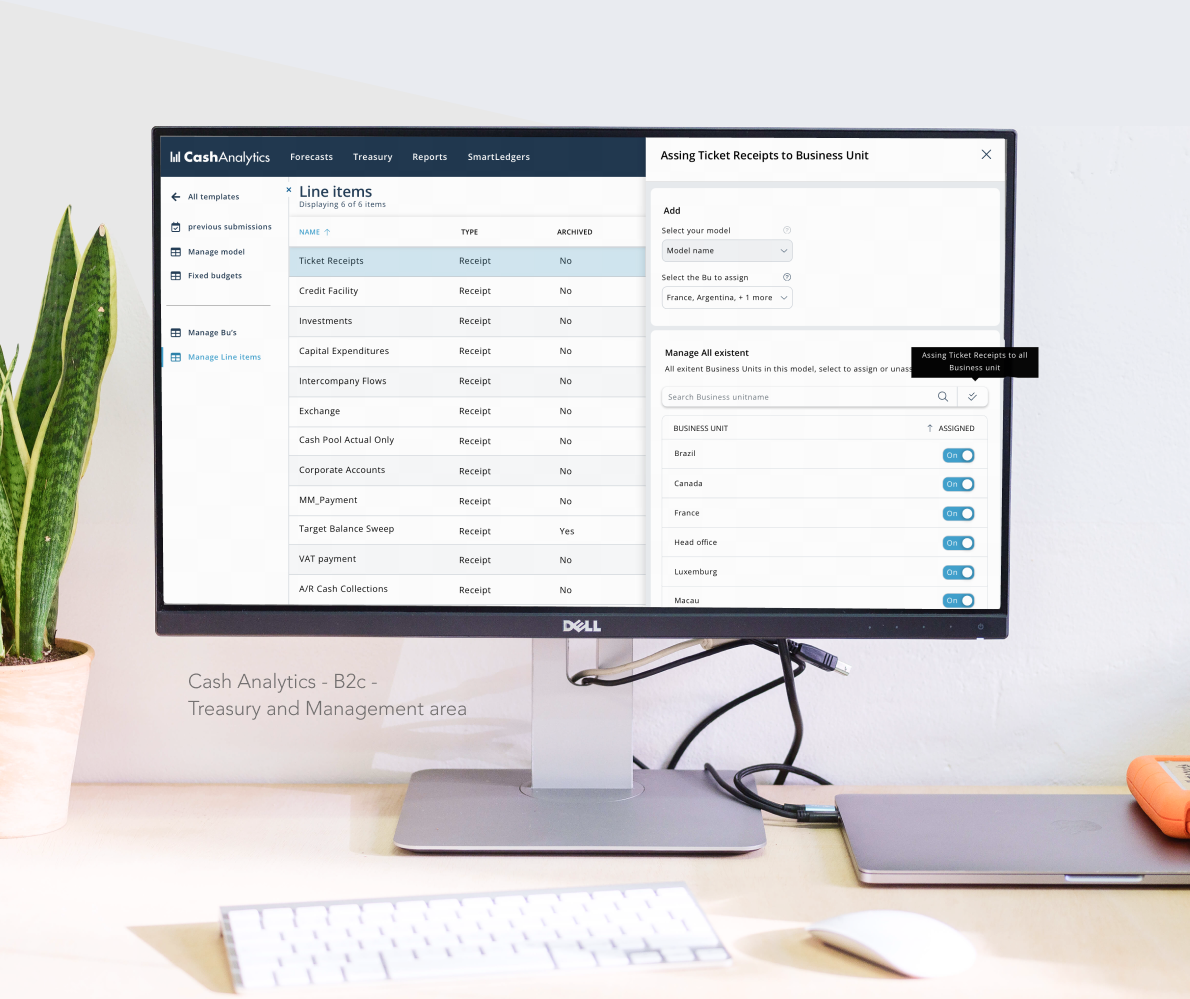 CashAnalytics
Forecasts Treasury Reports SmartLedgers
All templates
previous submissions
Manage model
Fixed budgets
Manage Bu's
Manage Line items
× Line items
Displaying 6 of 6 items
NAME ↑ TYPE ARCHIVED
Ticket Receipts Receipt No
Credit Facility Receipt No
Investments Receipt No
Capital Expenditures Receipt No
Intercompany Flows Receipt No
Exchange Receipt No
Cash Pool Actual Only Receipt No
Corporate Accounts Receipt No
MM_Payment Receipt No
Target Balance Sweep Receipt Yes
VAT payment Receipt No
A/R Cash Collections Receipt No
Assing Ticket Receipts to Business Unit
Add
Select your model ?
Model name
Select the Bu to assign ?
France, Argentina, + 1 more
Manage All existent
All exitent Business Units in this model, select to assign or unass
Assing Ticket Receipts to all
Business unit
Search Business unitname
BUSINESS UNIT ↑ ASSIGNED
Brazil On
Canada On
France On
Head office On
Luxemburg On
Macau On
DELL
Cash Analytics - B2c -
Treasury and Management area